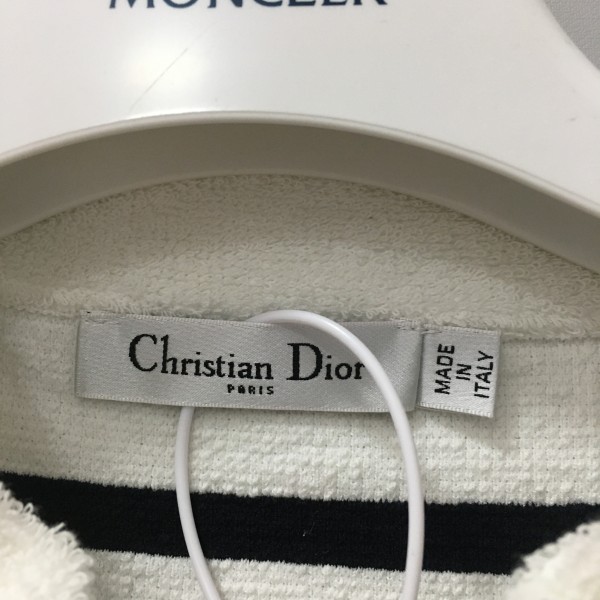 MONCLER
Christian Dior
PARIS
MADE
IN
ITALY